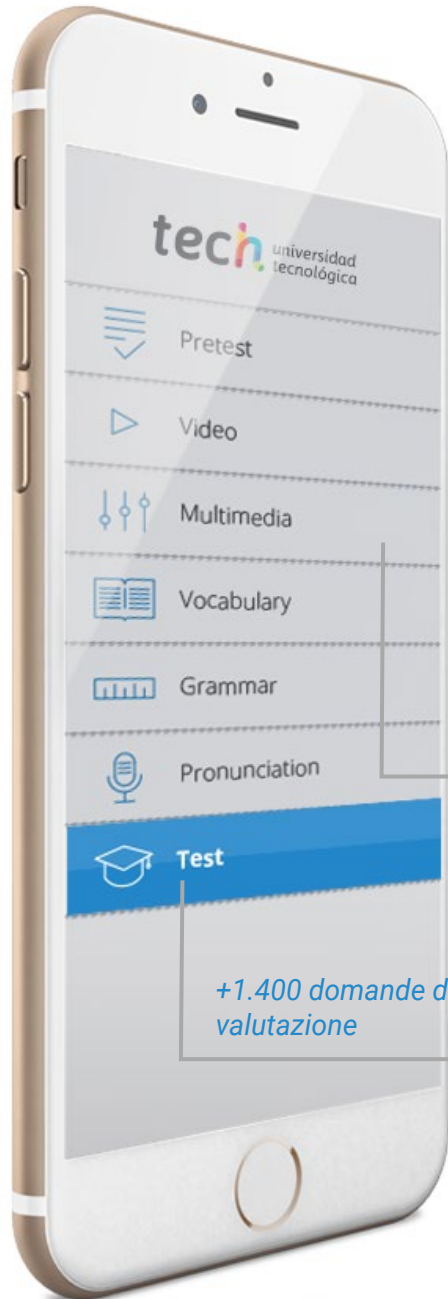 tech universidad
tecnológica
Pretest
Video
Multimedia
Vocabulary
Grammar
Pronunciation
Test
+1.400 domande d
valutazione